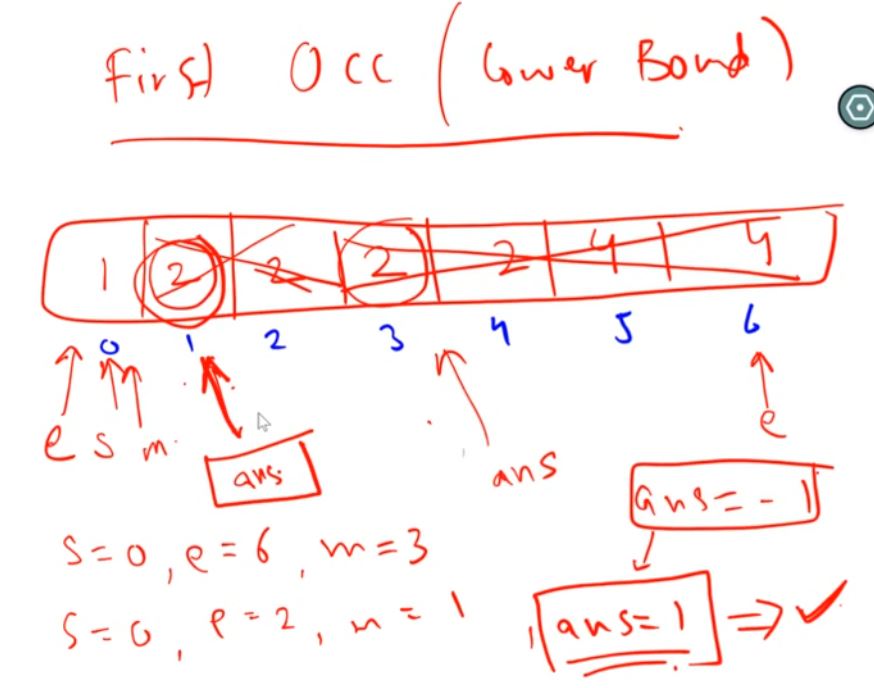 First Occ (Lower Bond)
1 2 2 2 2 4 4
0 1 2 3 4 5 6
e s m
e
ans
ans
ans = -1
s=0, e=6, m=3
s=0, e=2, m=1
ans=1 ⇒ ✓